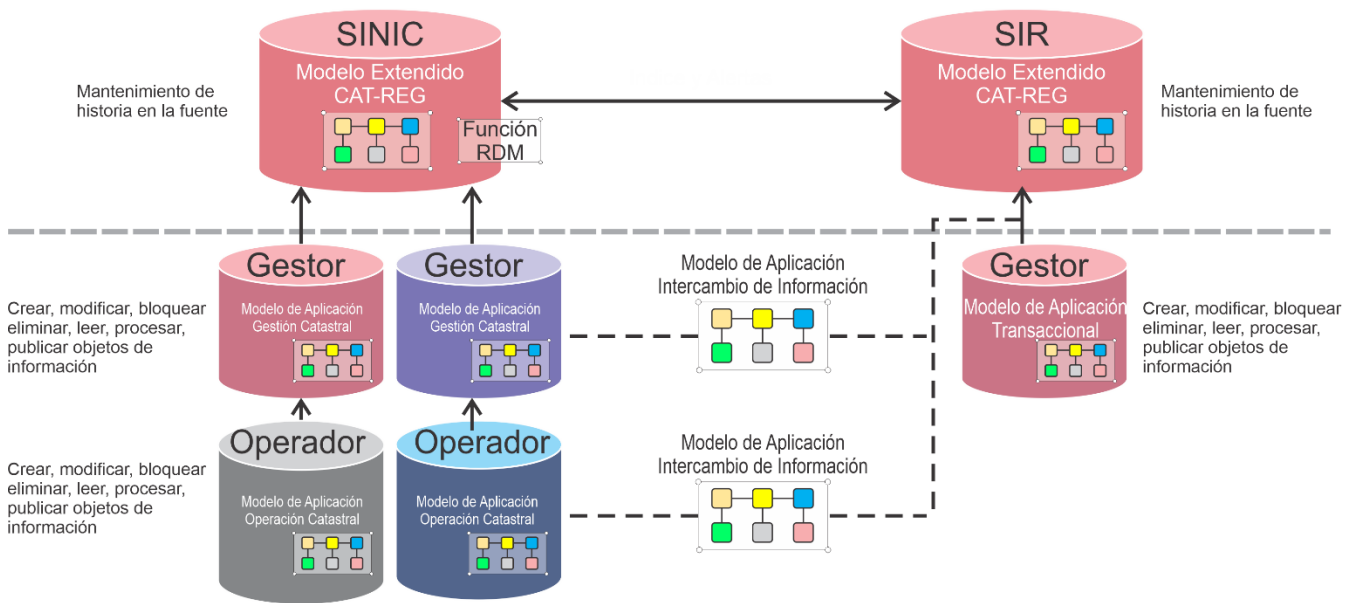 SINIC
Modelo Extendido
CAT-REG
Función
RDM
Mantenimiento de
historia en la fuente
SIR
Modelo Extendido
CAT-REG
Mantenimiento de
historia en la fuente
Crear, modificar, bloquear
eliminar, leer, procesar,
publicar objetos de
información
Gestor
Modelo de Aplicación
Gestión Catastral
Gestor
Modelo de Aplicación
Gestión Catastral
Modelo de Aplicación
Intercambio de Información
Gestor
Modelo de Aplicación
Transaccional
Crear, modificar, bloquear
eliminar, leer, procesar,
publicar objetos de
información
Crear, modificar, bloquear
eliminar, leer, procesar,
publicar objetos de
información
Operador
Modelo de Aplicación
Operación Catastral
Operador
Modelo de Aplicación
Operación Catastral
Modelo de Aplicación
Intercambio de Información